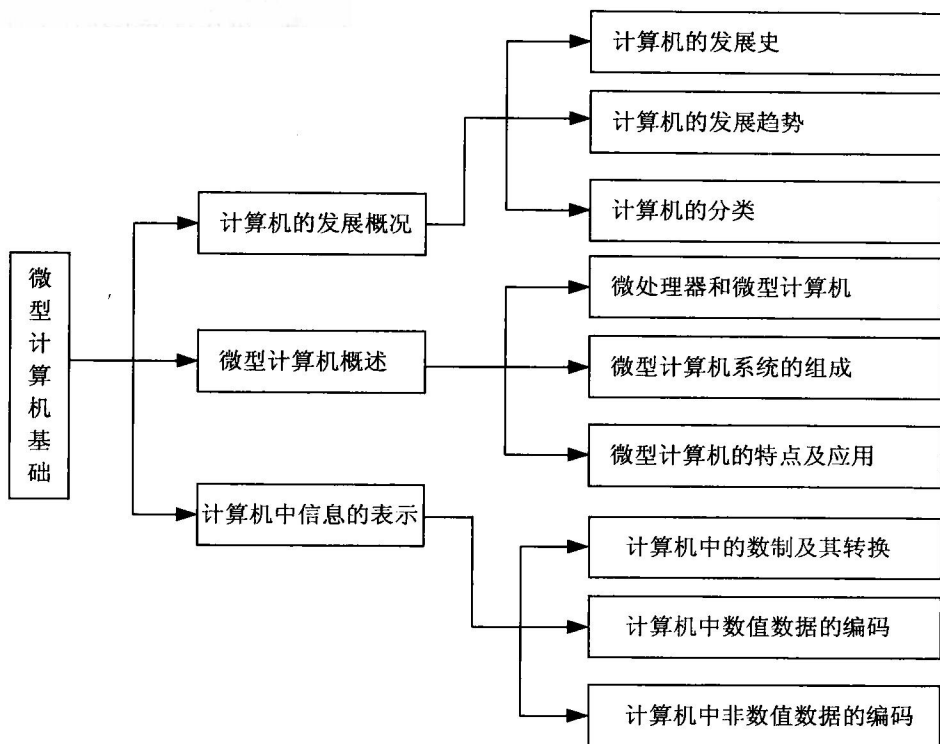 微型计算机基础
计算机的发展概况
计算机的发展史
计算机的发展趋势
计算机的分类
微型计算机概述
微处理器和微型计算机
微型计算机系统的组成
微型计算机的特点及应用
计算机中信息的表示
计算机中的数制及其转换
计算机中数值数据的编码
计算机中非数值数据的编码